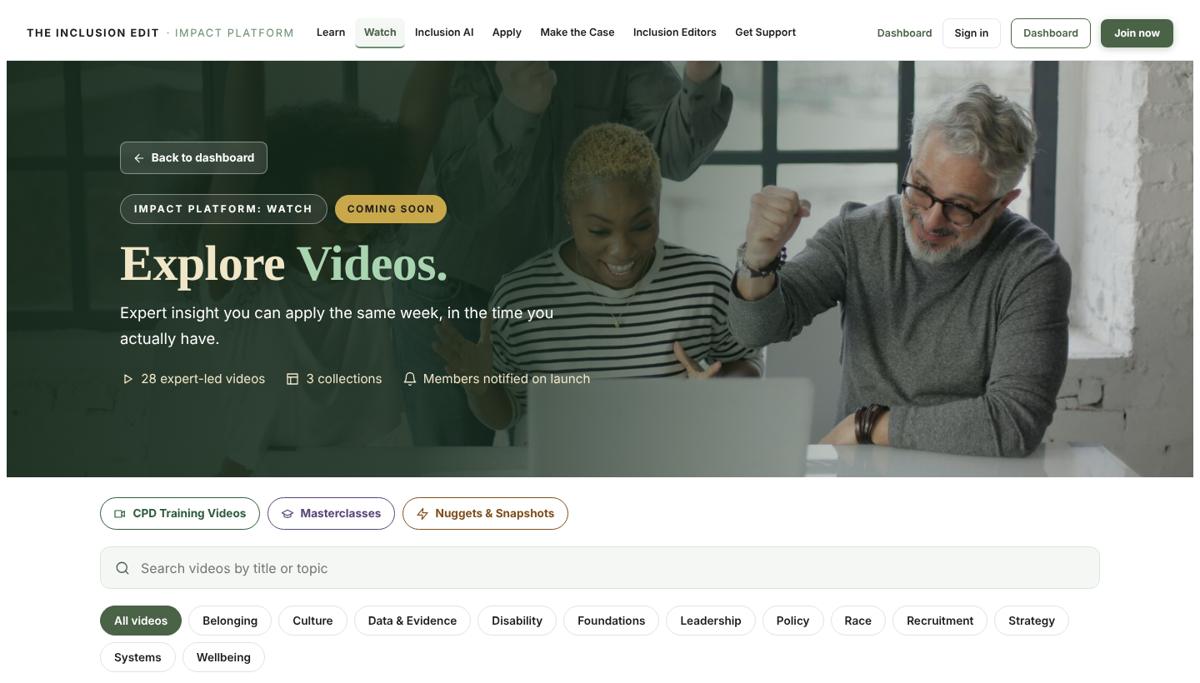 THE INCLUSION EDIT · IMPACT PLATFORM Learn Watch Inclusion AI Apply Make the Case Inclusion Editors Get Support Dashboard Sign in Dashboard Join now
Back to dashboard
IMPACT PLATFORM: WATCH COMING SOON
Explore Videos.
Expert insight you can apply the same week, in the time you
actually have.
28 expert-led videos 3 collections Members notified on launch
CPD Training Videos Masterclasses Nuggets & Snapshots
Search videos by title or topic
All videos Belonging Culture Data & Evidence Disability Foundations Leadership Policy Race Recruitment Strategy
Systems Wellbeing